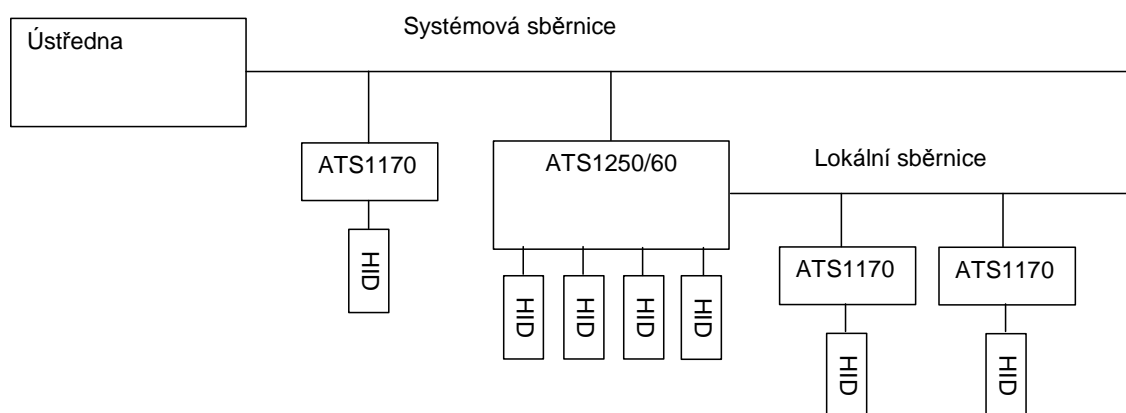 Ústředna
Systémová sběrnice
ATS1170
ATS1250/60
Lokální sběrnice
HID
HID
HID
HID
HID
ATS1170
ATS1170
HID
HID